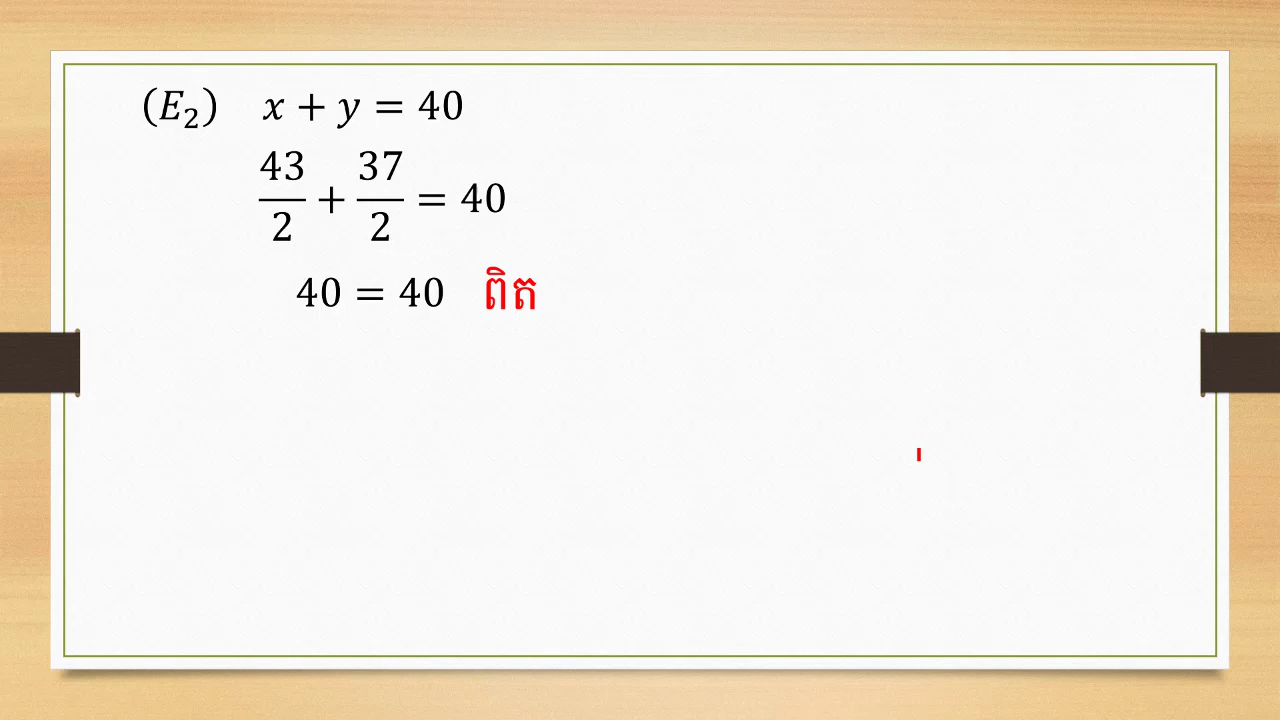 (E₂) x + y = 40
43/2 + 37/2 = 40
40 = 40 ពិត